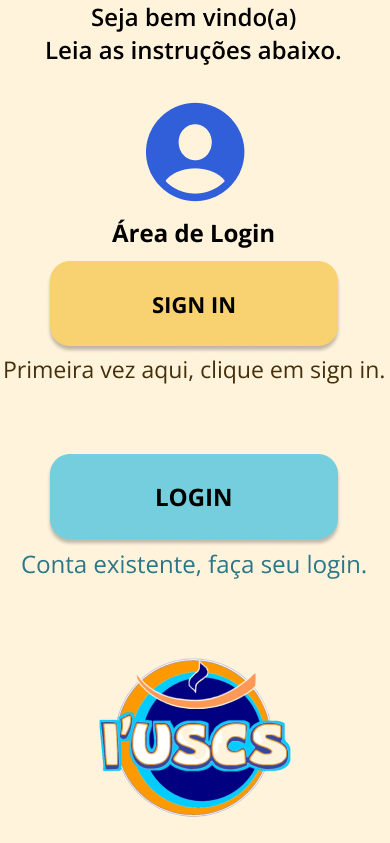 Seja bem vindo(a)
Leia as instruções abaixo.
Área de Login
SIGN IN
Primeira vez aqui, clique em sign in.
LOGIN
Conta existente, faça seu login.
I'USCS